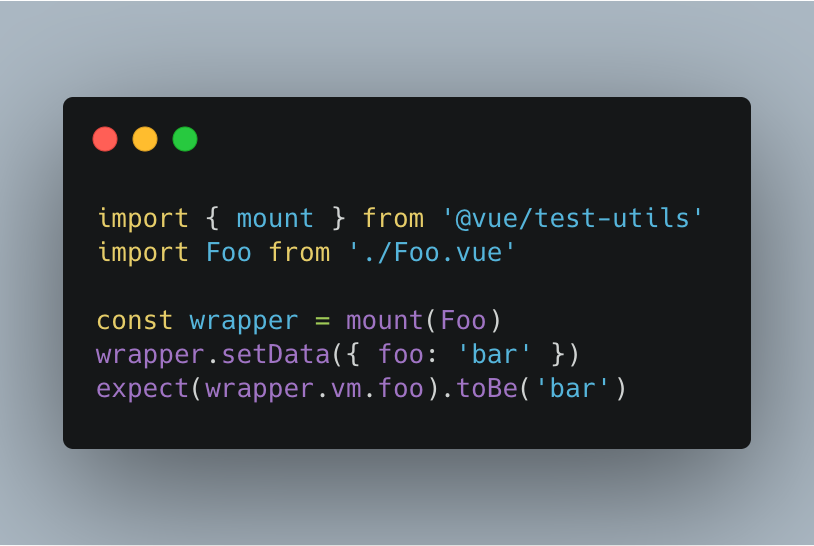 import { mount } from '@vue/test-utils'
import Foo from './Foo.vue'
const wrapper = mount(Foo)
wrapper.setData({ foo: 'bar' })
expect(wrapper.vm.foo).toBe('bar')